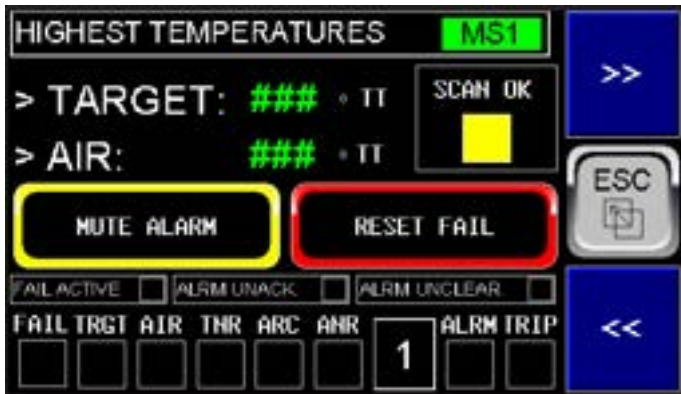 HIGHEST TEMPERATURES MS1
>>
> TARGET: ### ° TT
SCAN OK
> AIR: ### ° TT
ESC
MUTE ALARM RESET FAIL
FAIL ACTIVE ALRM UNACK ALRM UNCLEAR
FAIL TRGT AIR TNR ARC ANR 1 ALRM TRIP
<<